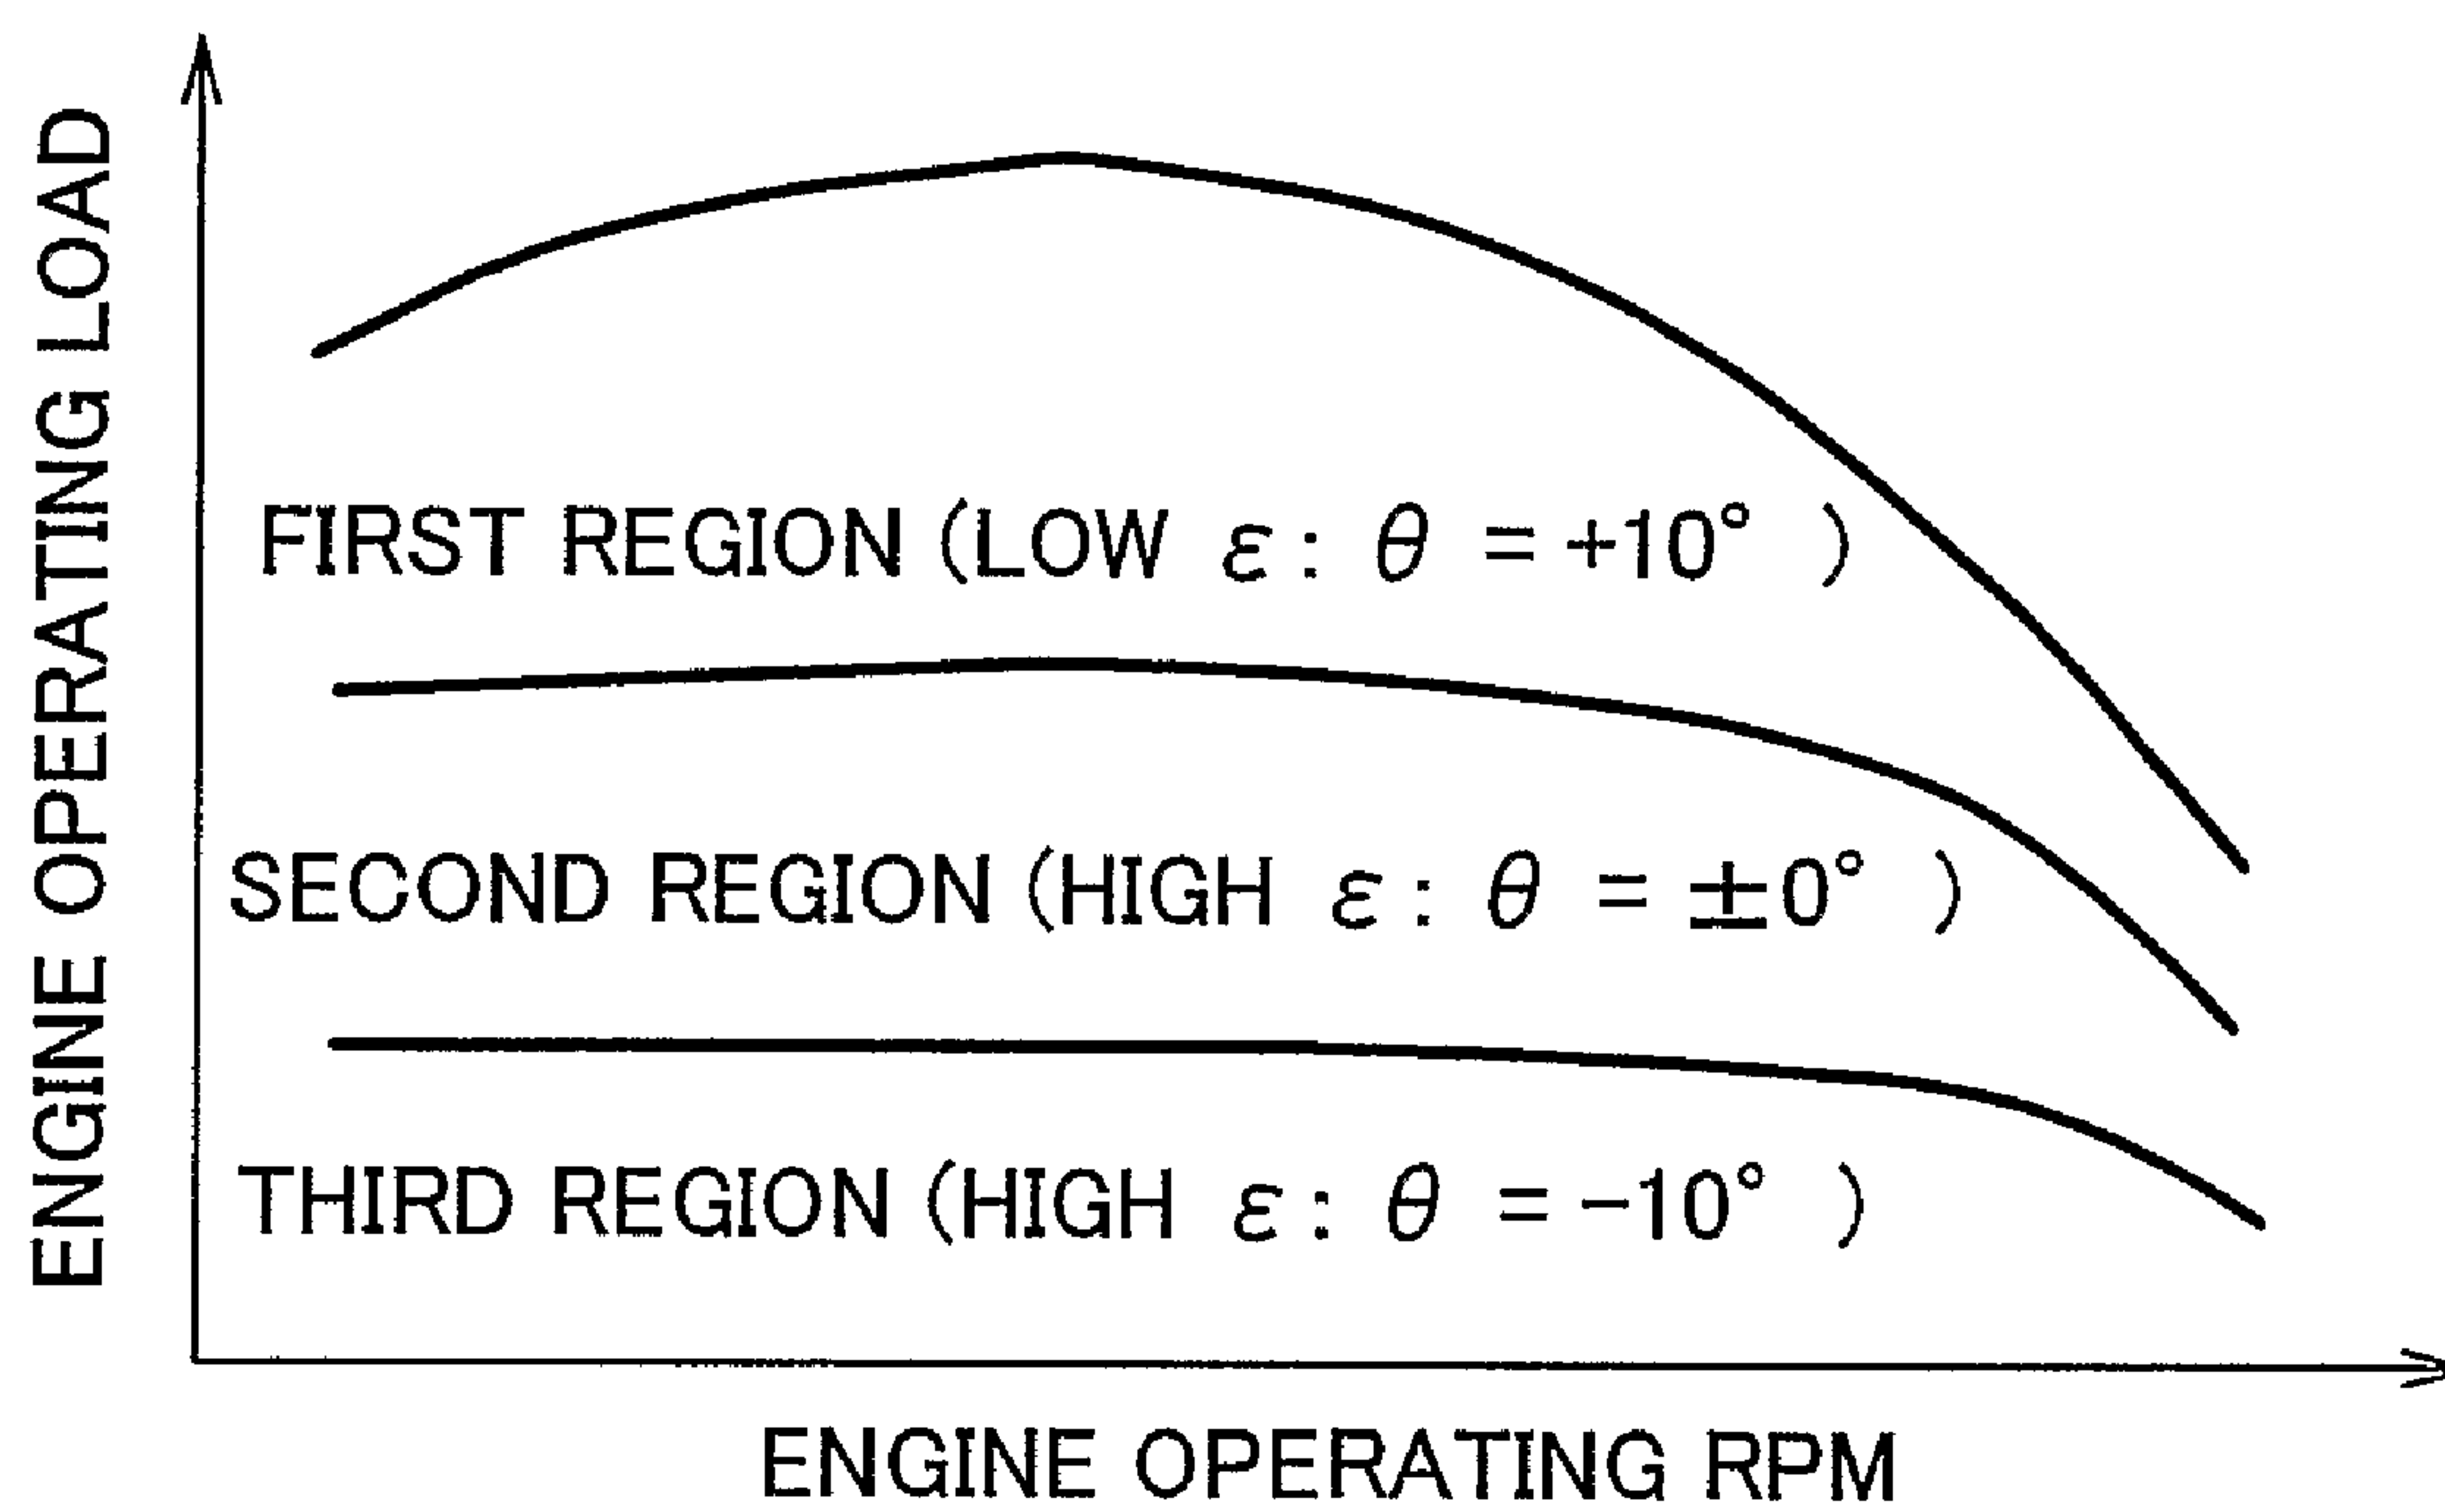 ENGINE OPERATING LOAD
FIRST REGION (LOW ε: θ = +10° )
SECOND REGION (HIGH ε: θ = ±0° )
THIRD REGION (HIGH ε: θ = −10° )
ENGINE OPERATING RPM